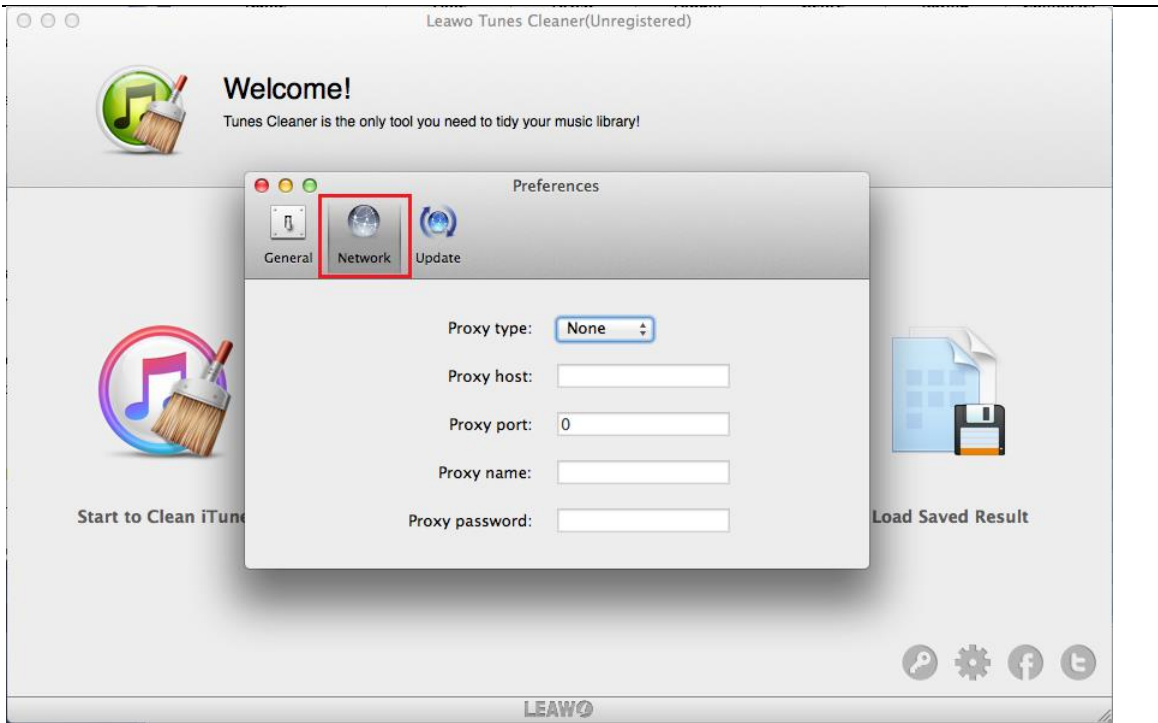 Leawo Tunes Cleaner(Unregistered)
Welcome!
Tunes Cleaner is the only tool you need to tidy your music library!
Preferences
General Network Update
Proxy type: None
Proxy host:
Proxy port: 0
Proxy name:
Proxy password:
Start to Clean iTune
Load Saved Result
LEAWO